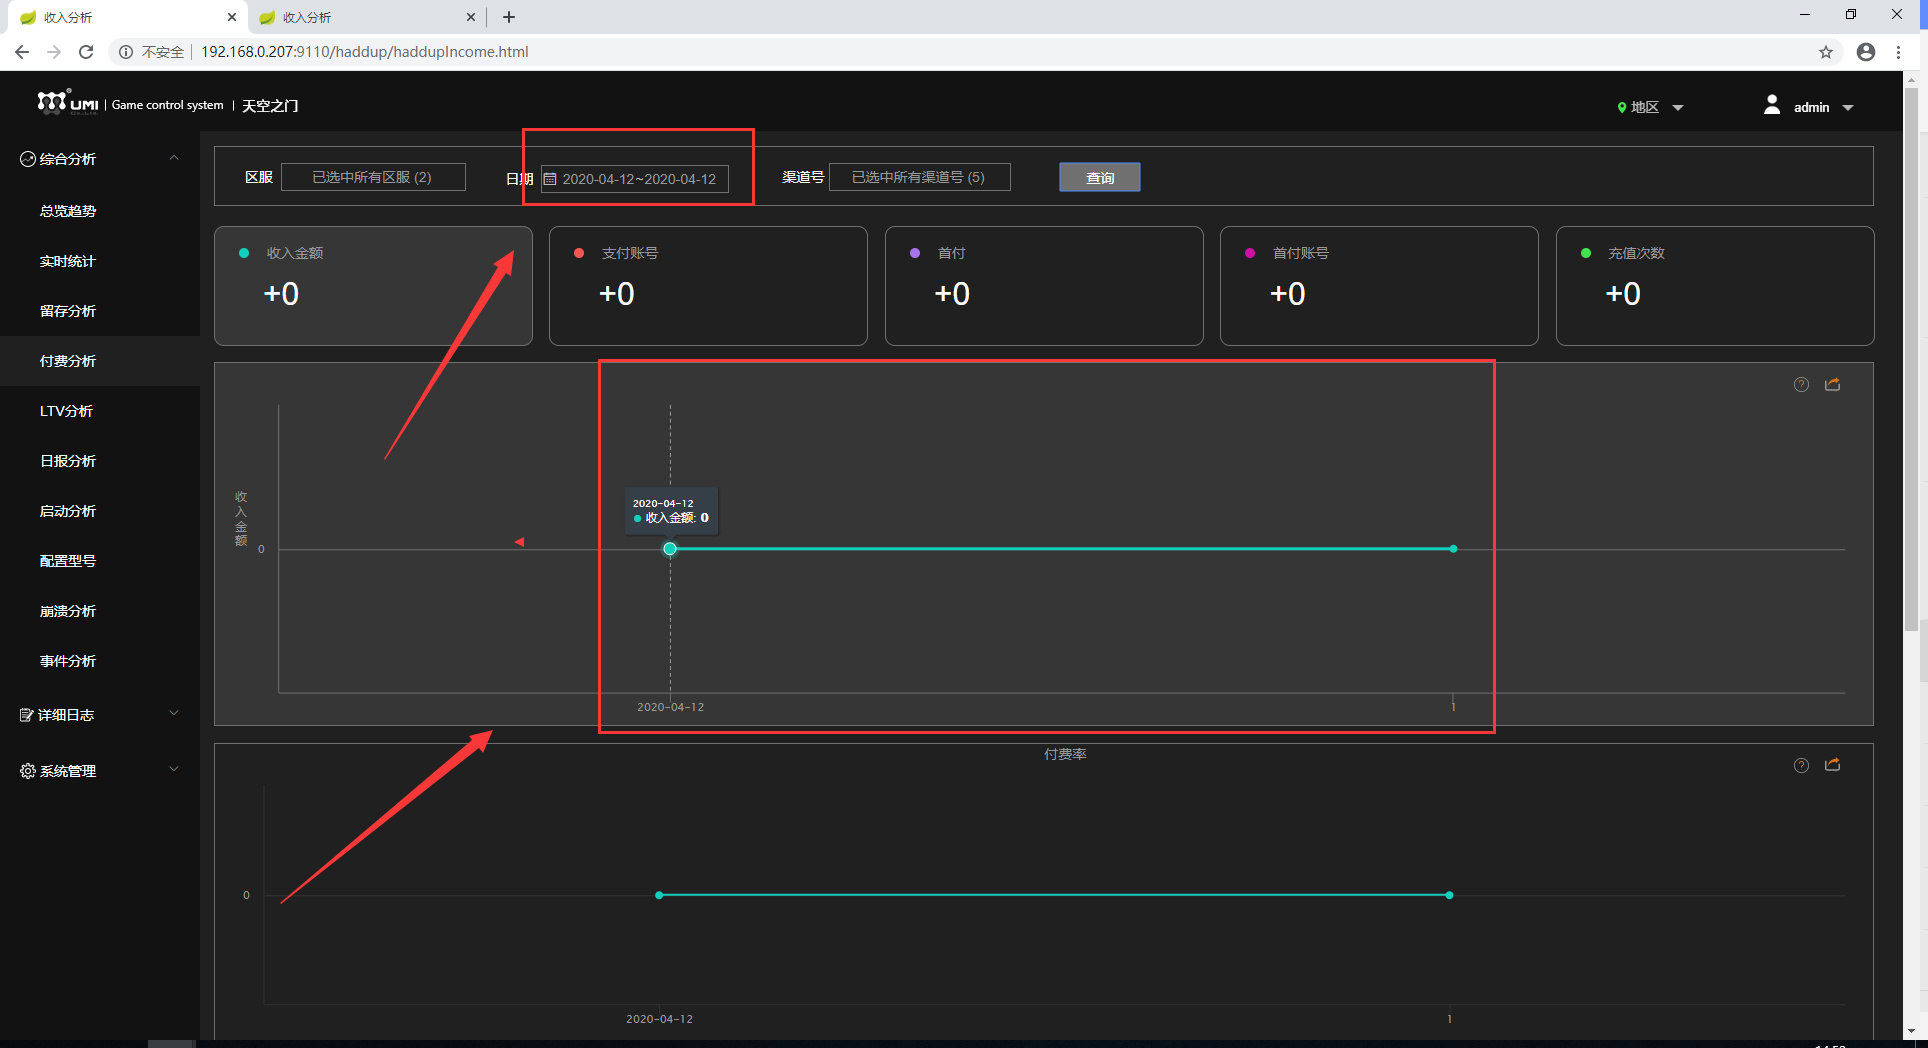 收入分析
收入分析
不安全 | 192.168.0.207:9110/haddup/haddupIncome.html
UMI | Game control system | 天空之门
地区
admin
综合分析
总览趋势
实时统计
留存分析
付费分析
LTV分析
日报分析
启动分析
配置型号
崩溃分析
事件分析
详细日志
系统管理
区服 已选中所有区服 (2)
日期 2020-04-12~2020-04-12
渠道号 已选中所有渠道号 (5)
查询
收入金额
+0
支付账号
+0
首付
+0
首付账号
+0
充值次数
+0
收入金额
0
2020-04-12
收入金额: 0
2020-04-12
1
付费率
0
2020-04-12
1